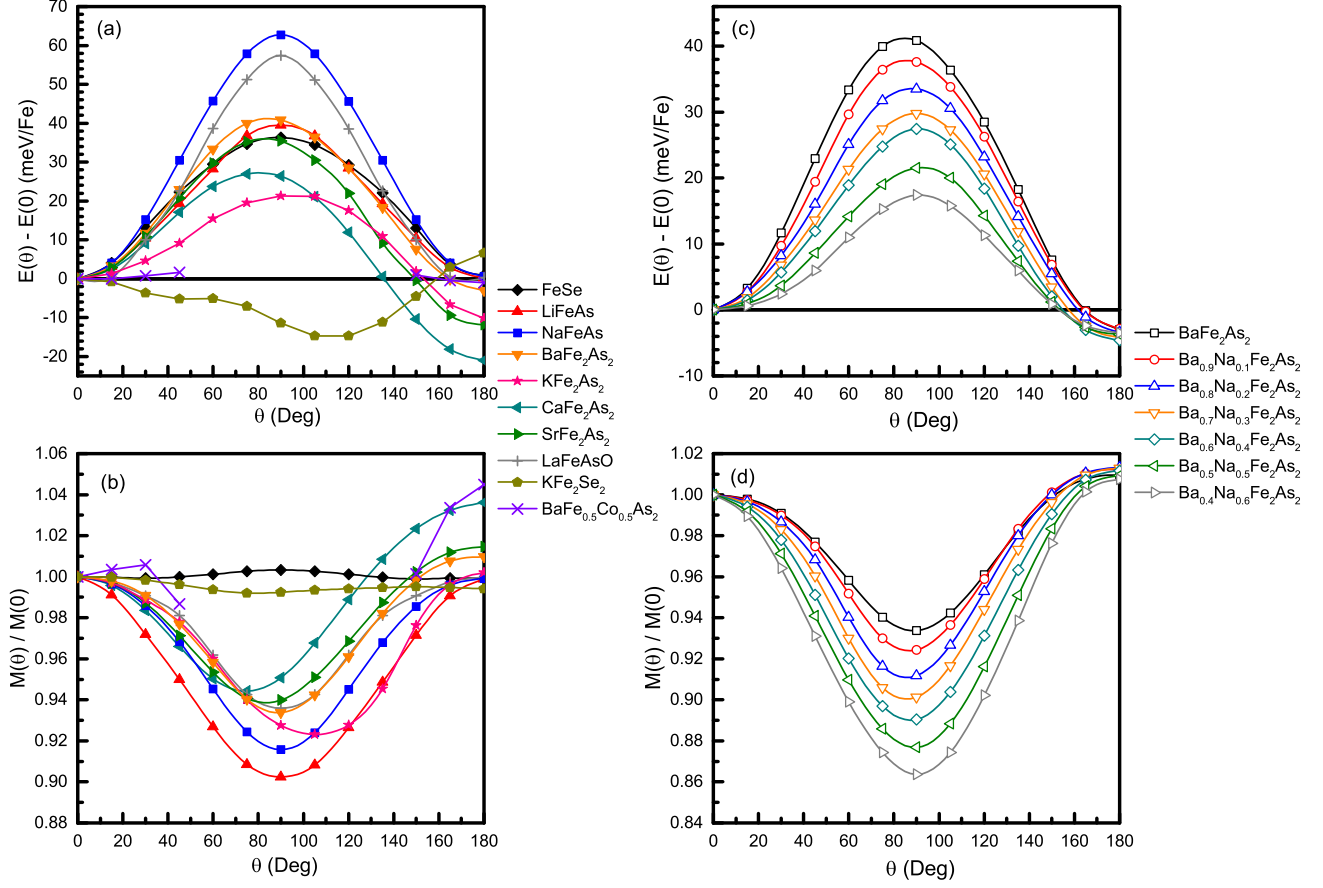 (a)
70
60
50
40
30
20
10
0
-10
-20
E(θ) - E(0) (meV/Fe)
0 20 40 60 80 100 120 140 160 180
θ (Deg)
(b)
1.06
1.04
1.02
1.00
0.98
0.96
0.94
0.92
0.90
0.88
M(θ) / M(0)
0 20 40 60 80 100 120 140 160 180
θ (Deg)
FeSe
LiFeAs
NaFeAs
BaFe₂As₂
KFe₂As₂
CaFe₂As₂
SrFe₂As₂
LaFeAsO
KFe₂Se₂
BaFe₀.₅Co₀.₅As₂
(c)
40
30
20
10
0
-10
E(θ) - E(0) (meV/Fe)
0 20 40 60 80 100 120 140 160 180
θ (Deg)
(d)
1.02
1.00
0.98
0.96
0.94
0.92
0.90
0.88
0.86
0.84
M(θ) / M(0)
0 20 40 60 80 100 120 140 160 180
θ (Deg)
BaFe₂As₂
Ba₀.₉Na₀.₁Fe₂As₂
Ba₀.₈Na₀.₂Fe₂As₂
Ba₀.₇Na₀.₃Fe₂As₂
Ba₀.₆Na₀.₄Fe₂As₂
Ba₀.₅Na₀.₅Fe₂As₂
Ba₀.₄Na₀.₆Fe₂As₂